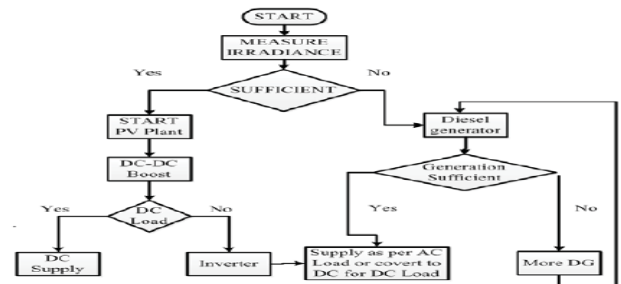 START
MEASURE
IRRADIANCE
Yes
No
SUFFICIENT
START
PV Plant
Diesel
generator
DC-DC
Boost
Generation
Sufficient
Yes
DC
Load
No
Yes
No
DC
Supply
Inverter
Supply as per AC
Load or covert to
DC for DC Load
More DG